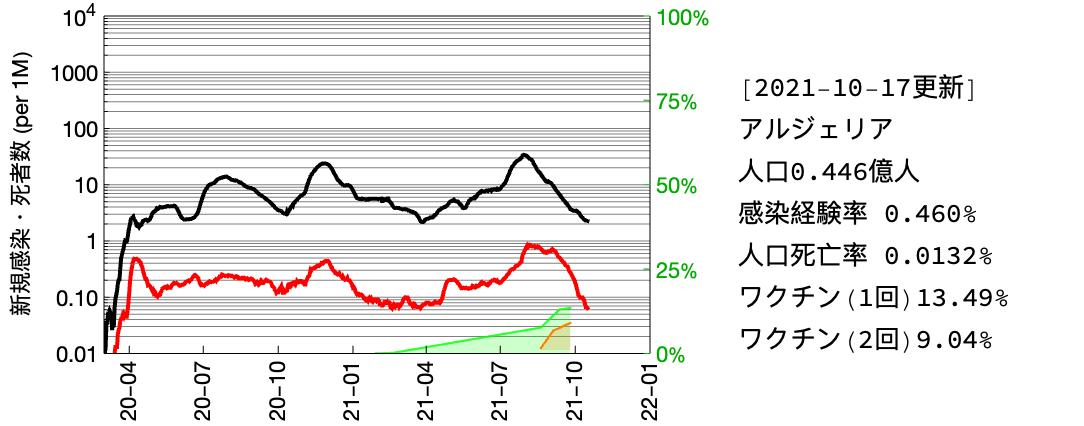 新規感染・死者数 (per 1M)
10^4
1000
100
10
1
0.10
0.01
100%
75%
50%
25%
0%
20-04
20-07
20-10
21-01
21-04
21-07
21-10
22-01
[2021-10-17更新]
アルジェリア
人口0.446億人
感染経験率 0.460%
人口死亡率 0.0132%
ワクチン(1回)13.49%
ワクチン(2回)9.04%